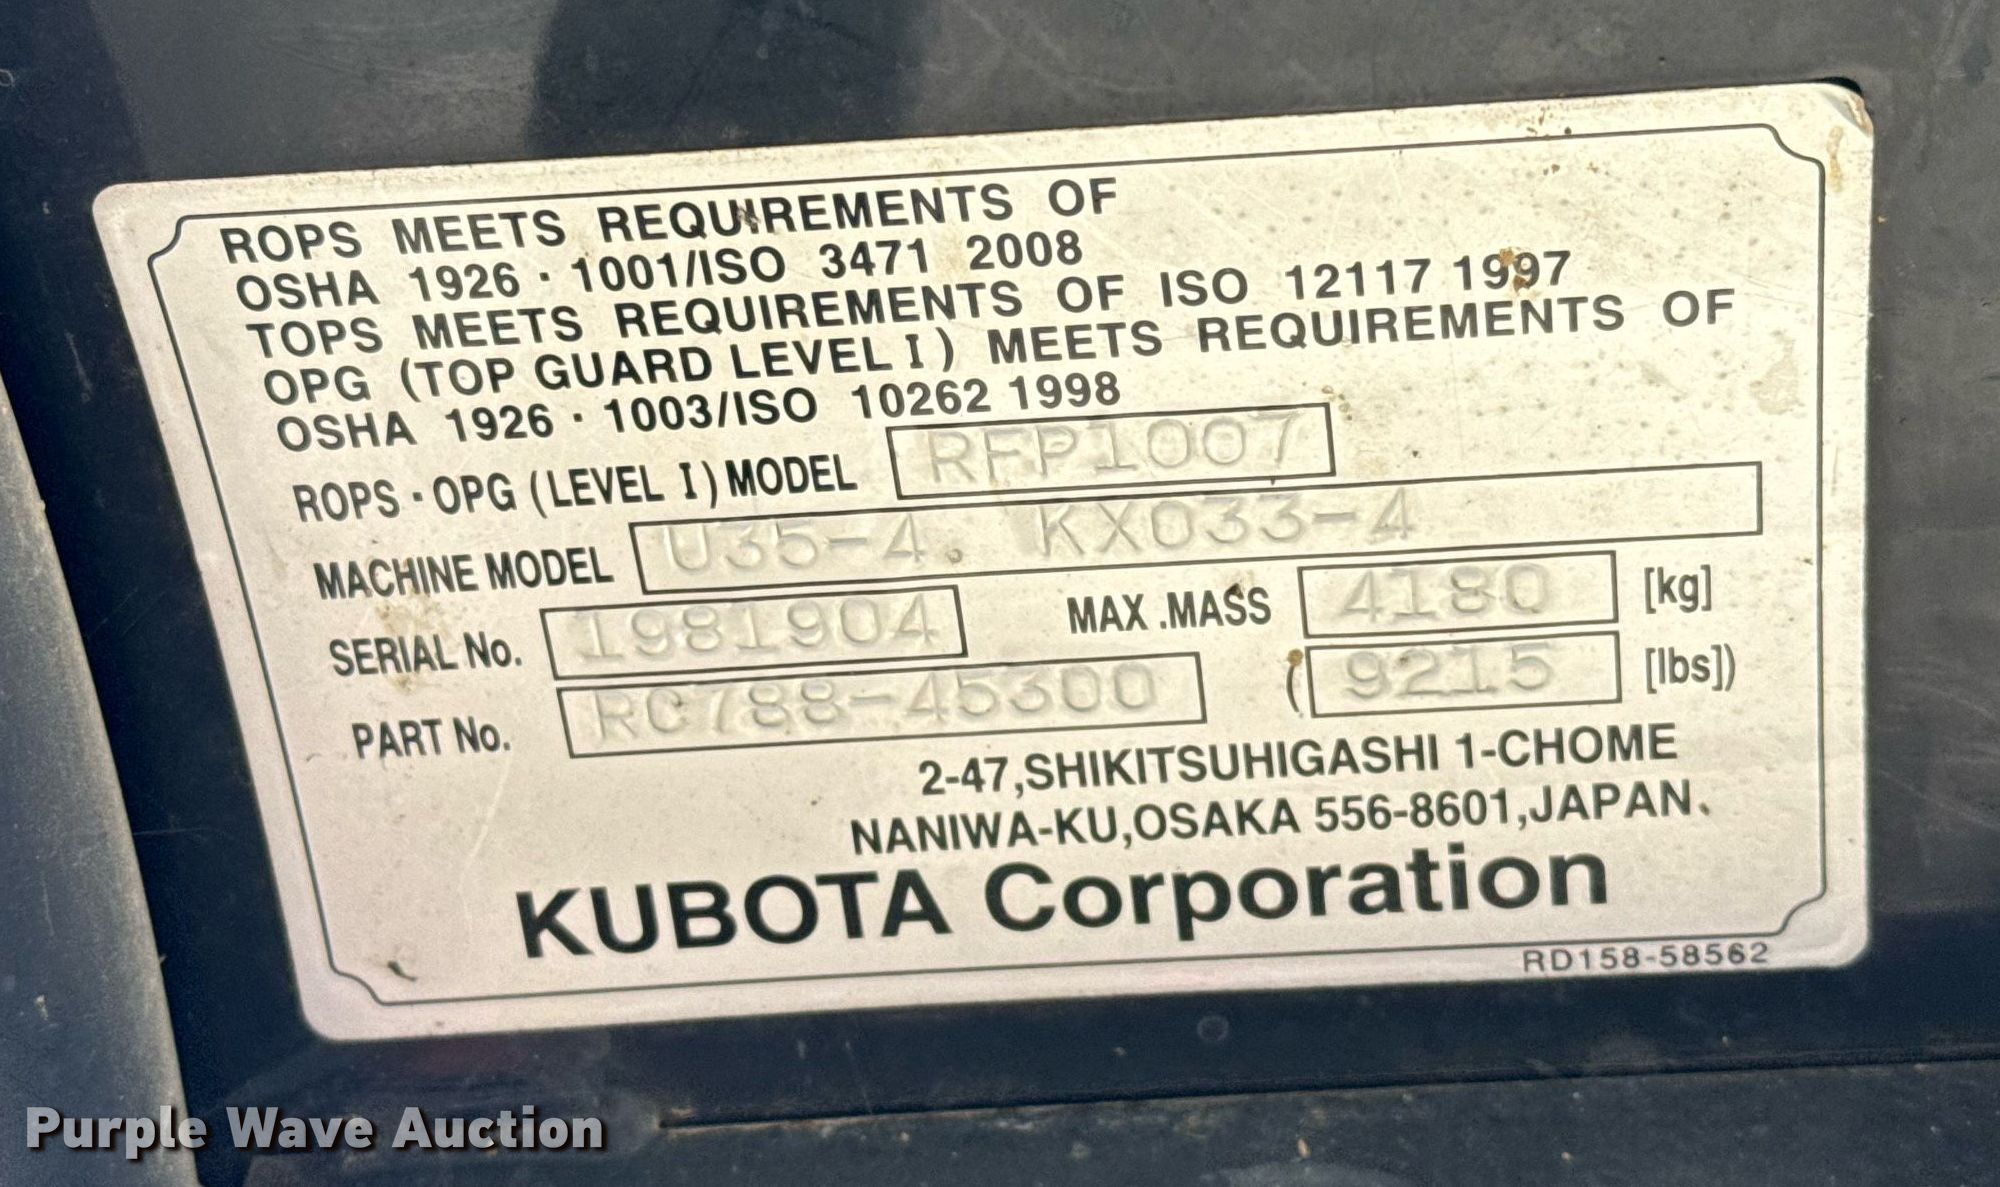 ROPS MEETS REQUIREMENTS OF
OSHA 1926・1001/ISO 3471 2008
TOPS MEETS REQUIREMENTS OF ISO 12117 1997
OPG (TOP GUARD LEVEL I) MEETS REQUIREMENTS OF
OSHA 1926・1003/ISO 10262 1998
ROPS・OPG (LEVEL I) MODEL RFP1007
MACHINE MODEL U35-4. KX033-4
SERIAL No. 1981904 MAX.MASS 4180 [kg]
PART No. RC788-45300 (9215 [lbs])
2-47,SHIKITSUHIGASHI 1-CHOME
NANIWA-KU,OSAKA 556-8601,JAPAN.
KUBOTA Corporation
RD158-58562
Purple Wave Auction